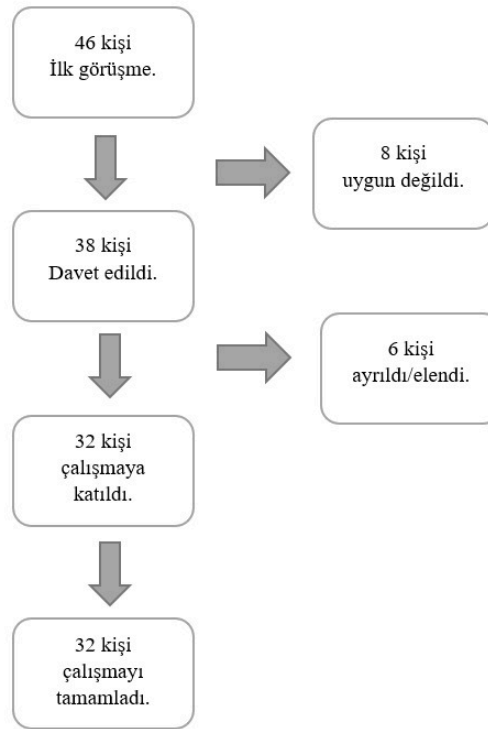 46 kişi
İlk görüşme.
8 kişi
uygun değildi.
38 kişi
Davet edildi.
6 kişi
ayrıldı/elendi.
32 kişi
çalışmaya
katıldı.
32 kişi
çalışmayı
tamamladı.